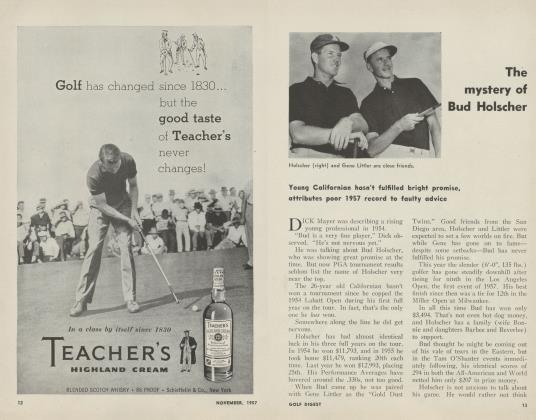 Golf has changed since 1830...
but the
good taste
of Teacher's
never
changes!
In a class by itself since 1830
TEACHER'S
HIGHLAND CREAM
BLENDED SCOTCH WHISKY • 86 PROOF • Schieffelin & Co., New York
12
NOVEMBER, 1957
The
mystery of
Bud Holscher
Holscher (right) and Gene Littler are close friends.
Young Californian hasn't fulfilled bright promise,
attributes poor 1957 record to faulty advice
DICK Mayer was describing a rising
young professional in 1954.
"Bud is a very fine player," Dick ob-
served. "He's not nervous yet."
He was talking about Bud Holscher,
who was showing great promise at the
time. But now PGA tournament results
seldom list the name of Holscher very
near the top.
The 26-year old Californian hasn't
won a tournament since he copped the
1954 Labatt Open during his first full
year on the tour. In fact, that's the only
one he has won.
Somewhere along the line he did get
nervous.
Holscher has had almost identical
luck in his three full years on the tour.
In 1954 he won $11,793, and in 1955 he
took home $11,479, ranking 20th each
time. Last year he won $12,993, placing
25th. His Performance Averages have
hovered around the .330s, not too good.
When Bud came up he was paired
with Gene Littler as the "Gold Dust
Twins." Good friends from the San
Diego area, Holscher and Littler were
expected to set a few worlds on fire. But
while Gene has gone on to fame—
despite some setbacks—Bud has never
fulfilled his promise.
This year the slender (6'-0", 135 lbs.)
golfer has gone steadily downhill after
tieing for ninth in the Los Angeles
Open, the first event of 1957. His best
finish since then was a tie for 12th in the
Miller Open at Milwaukee.
In all this time Bud has won only
$3,494. That's not even hot dog money,
and Holscher has a family (wife Bon-
nie and daughters Barbra and Beverlee)
to support.
Bud thought he might be coming out
of his vale of tears in the Eastern, but
in the Tam O'Shanter events immedi-
ately following, his identical scores of
294 in both the All-American and World
netted him only $207 in prize money.
Holscher is not anxious to talk about
his game. He would rather not think
GOLF DIGEST
13